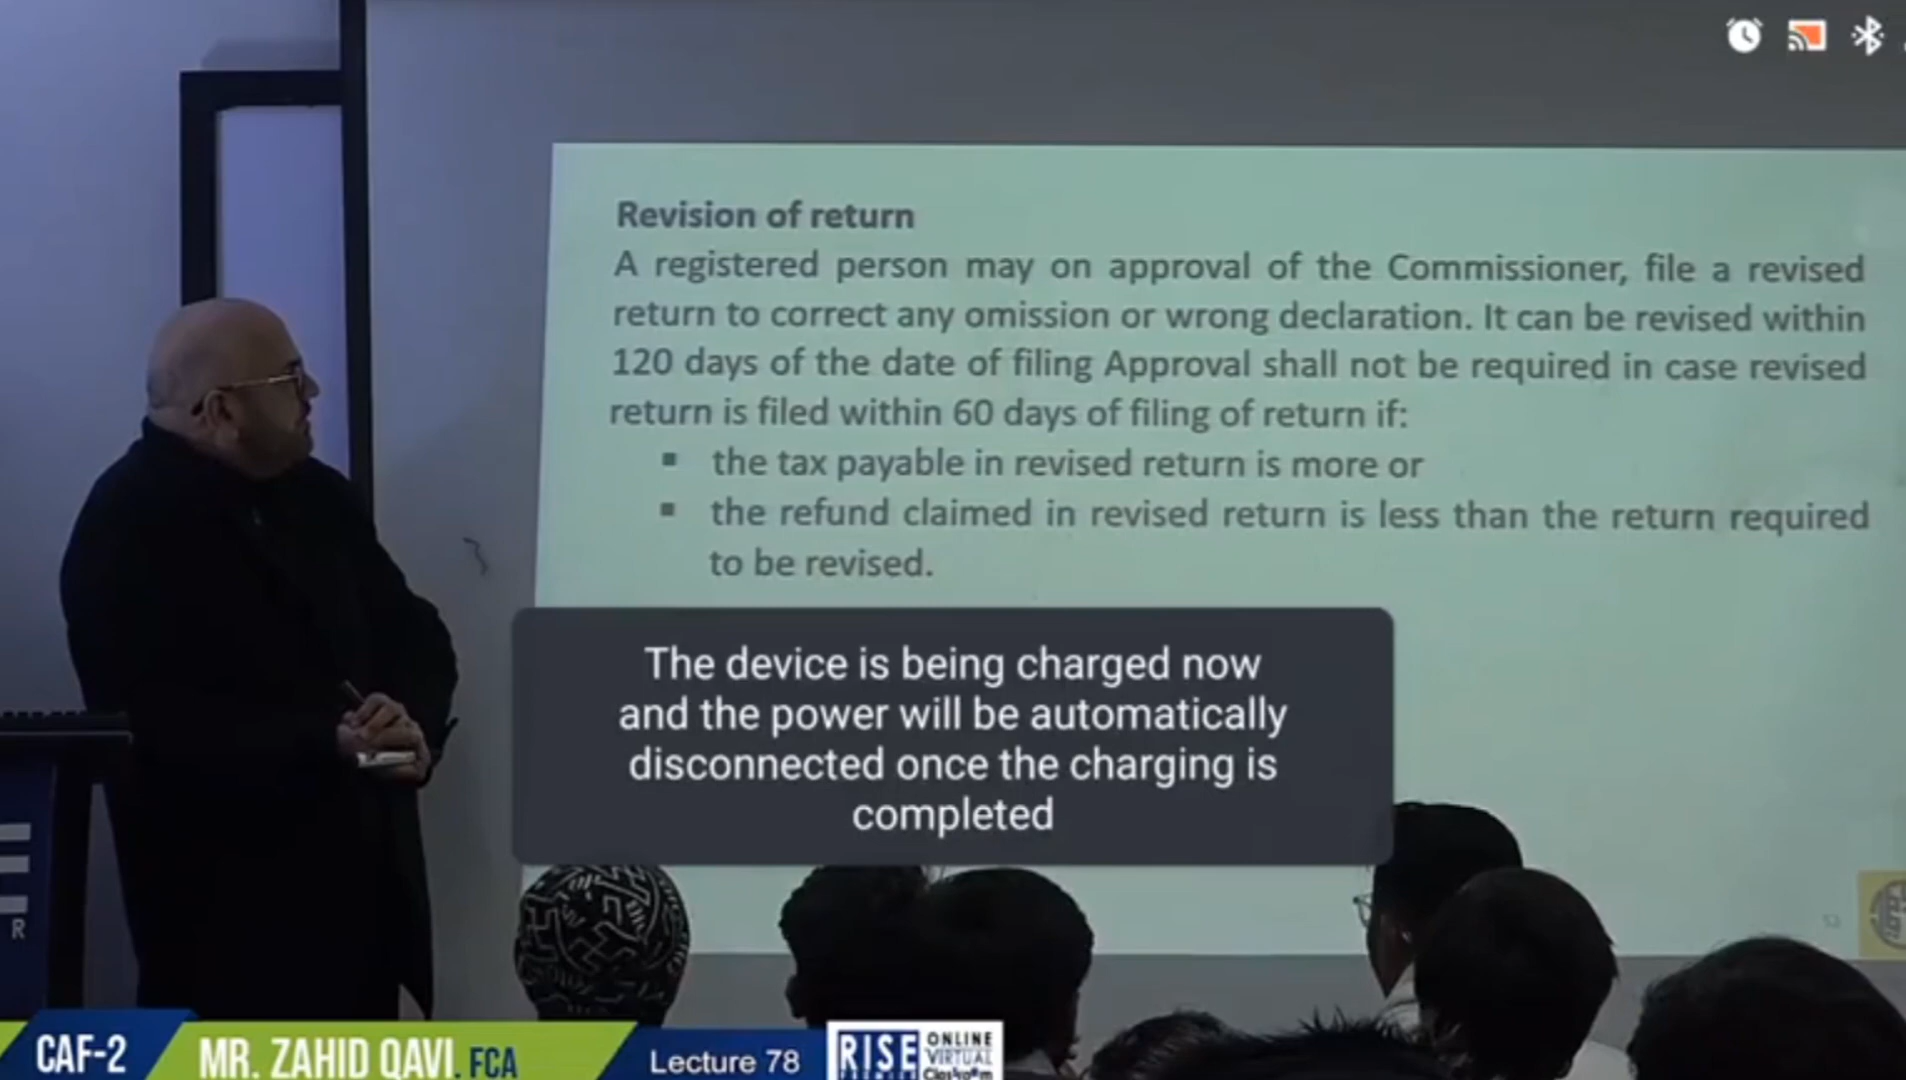 Revision of return
A registered person may on approval of the Commissioner, file a revised
return to correct any omission or wrong declaration. It can be revised within
120 days of the date of filing Approval shall not be required in case revised
return is filed within 60 days of filing of return if:
▪ the tax payable in revised return is more or
▪ the refund claimed in revised return is less than the return required
to be revised.
The device is being charged now
and the power will be automatically
disconnected once the charging is
completed
R
CAF-2
MR. ZAHID QAVI. FCA
Lecture 78
RISE
ONLINE
VIRTUAL